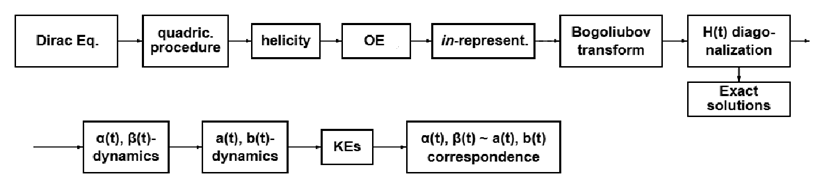 Dirac Eq.
quadric.
procedure
helicity
OE
in-represent.
Bogoliubov
transform
H(t) diago-
nalization
Exact
solutions
α(t), β(t)-
dynamics
a(t), b(t)-
dynamics
KEs
α(t), β(t) ~ a(t), b(t)
correspondence